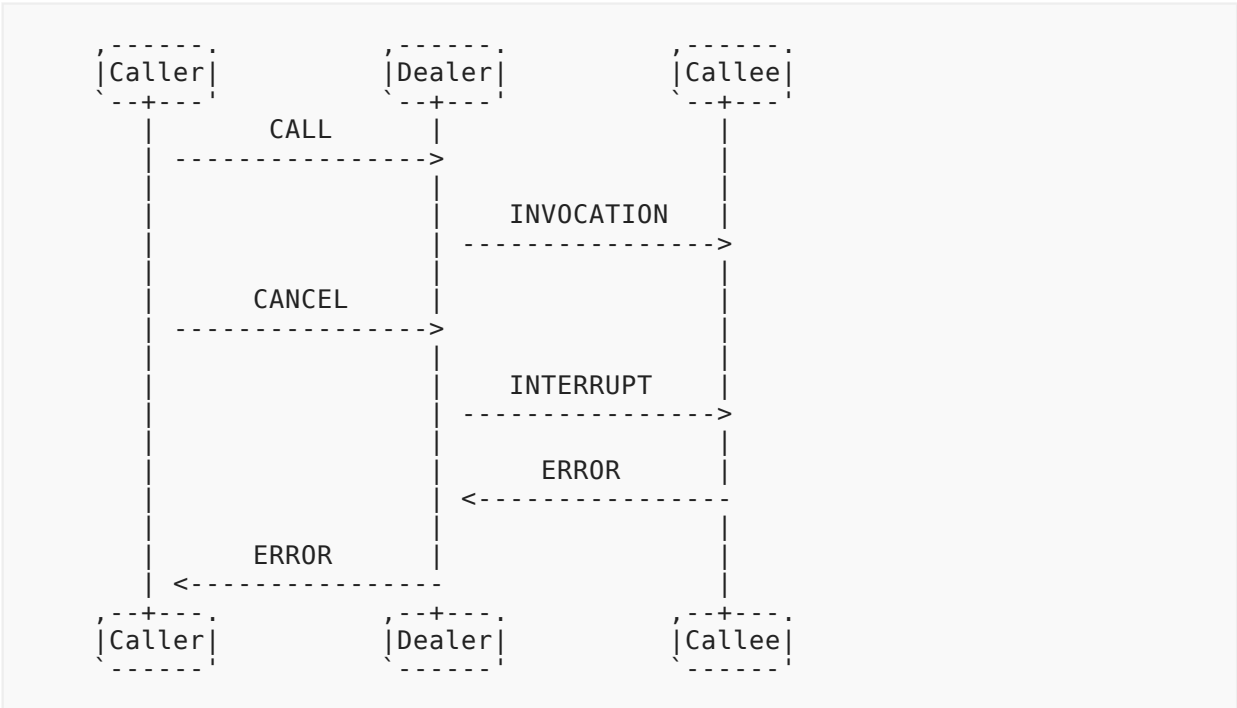 Caller Dealer Callee
CALL
INVOCATION
CANCEL
INTERRUPT
ERROR
ERROR
Caller Dealer Callee